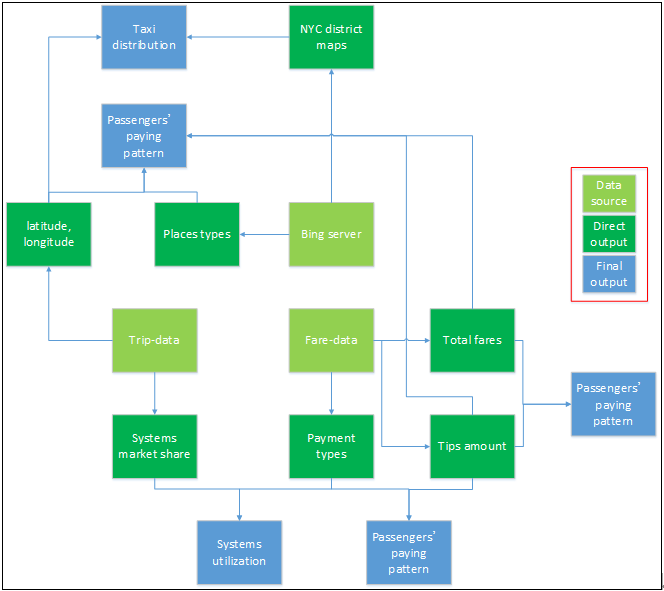 Taxi
distribution
NYC district
maps
Passengers’
paying
pattern
latitude,
longitude
Places types
Bing server
Data
source
Direct
output
Final
output
Trip-data
Fare-data
Total fares
Passengers’
paying
pattern
Systems
market share
Payment
types
Tips amount
Systems
utilization
Passengers’
paying
pattern